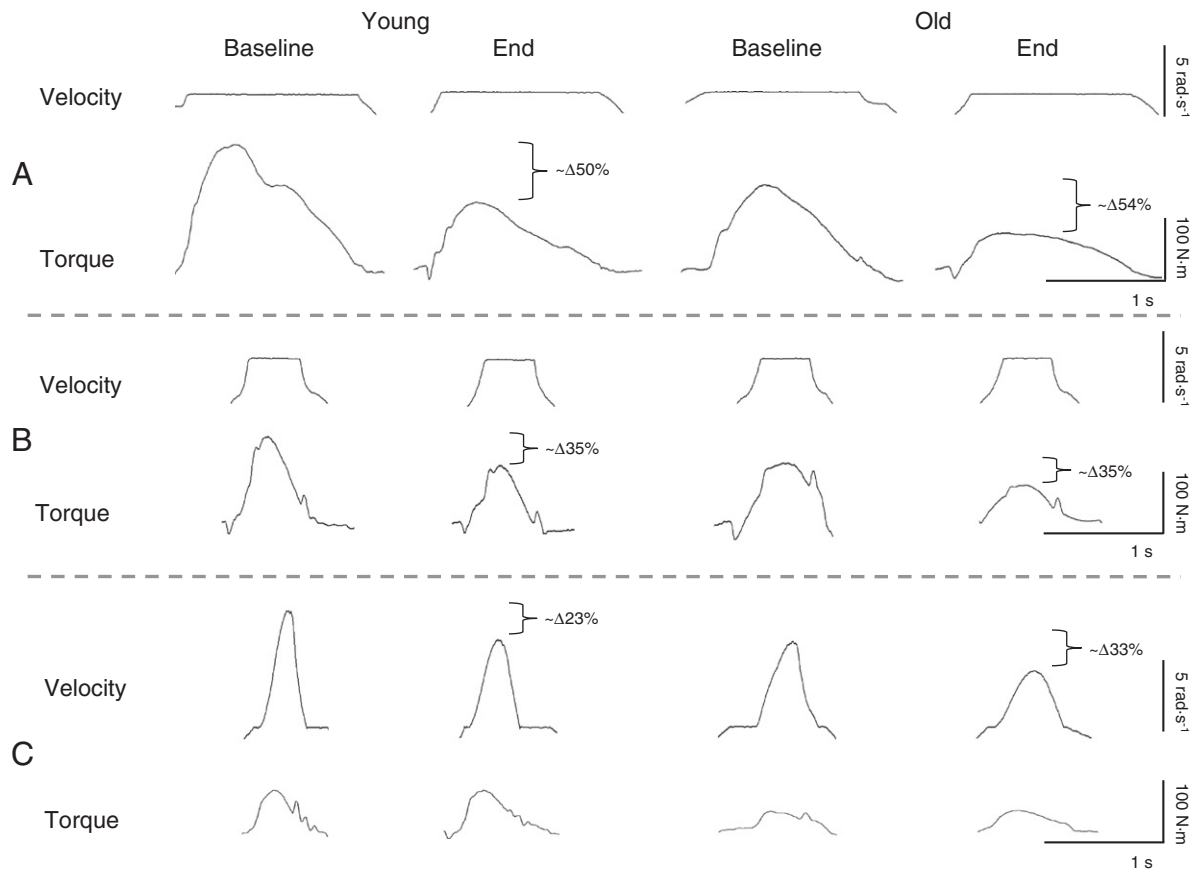 Young Old
Baseline End Baseline End
Velocity
5 rad·s⁻¹
A
~Δ50%
~Δ54%
Torque
100 N·m
1 s
Velocity
5 rad·s⁻¹
B
~Δ35%
~Δ35%
Torque
100 N·m
1 s
~Δ23%
~Δ33%
Velocity
5 rad·s⁻¹
C
Torque
100 N·m
1 s